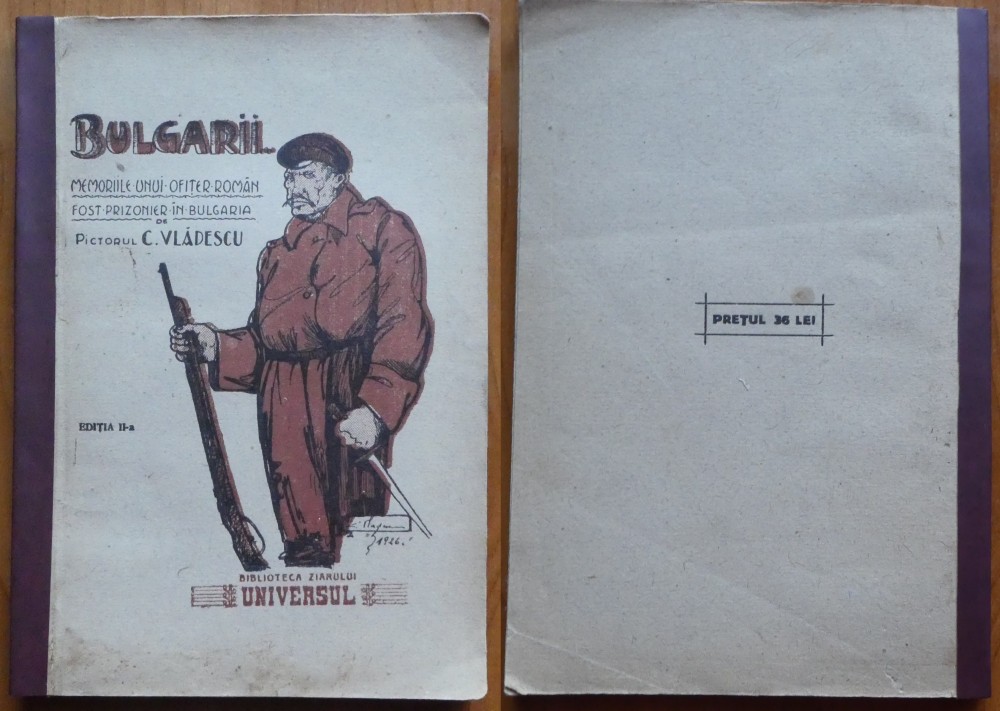 BULGARII
MEMORIILE·UNUI·OFIȚER·ROMÂN
FOST·PRIZONIER·ÎN·BULGARIA
DE
PICTORUL C. VLĂDESCU
EDIȚIA II-a
"1926."
BIBLIOTECA ZIARULUI
UNIVERSUL
PREȚUL 36 LEI